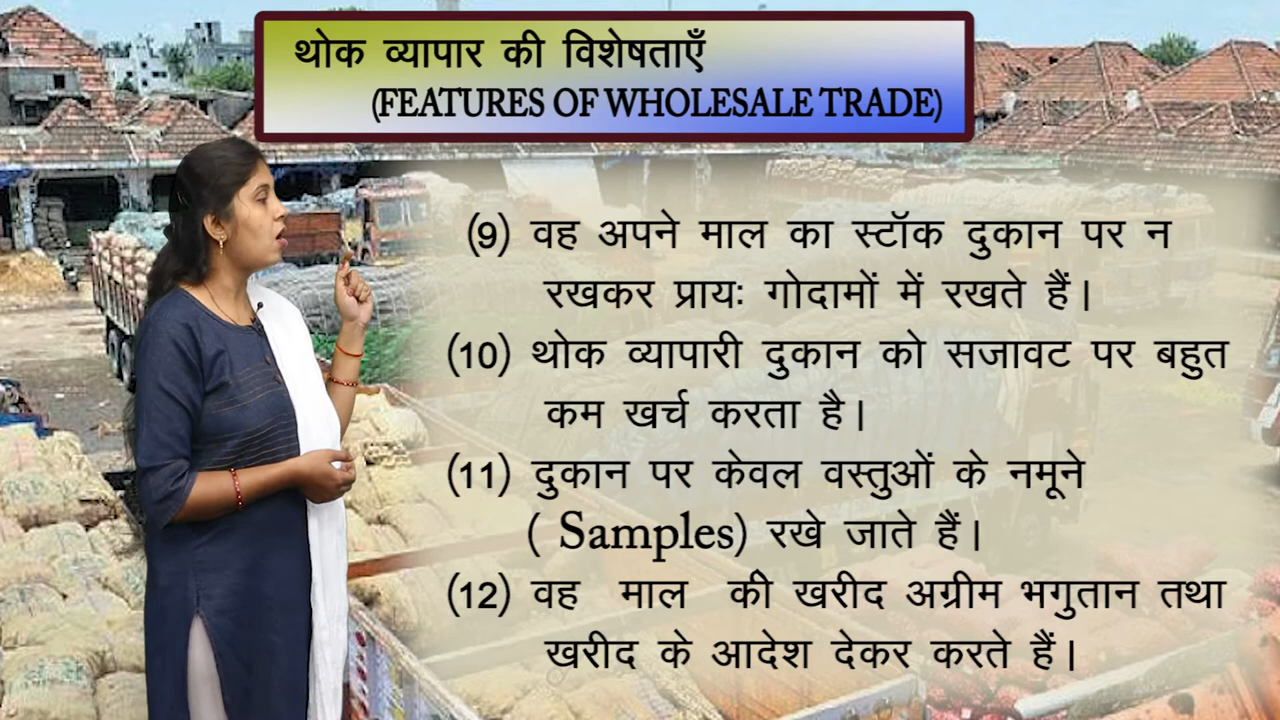 थोक व्यापार की विशेषताएँ
(FEATURES OF WHOLESALE TRADE)
(9) वह अपने माल का स्टॉक दुकान पर न
रखकर प्रायः गोदामों में रखते हैं।
(10) थोक व्यापारी दुकान को सजावट पर बहुत
कम खर्च करता है।
(11) दुकान पर केवल वस्तुओं के नमूने
( Samples) रखे जाते हैं।
(12) वह माल की खरीद अग्रीम भगुतान तथा
खरीद के आदेश देकर करते हैं।